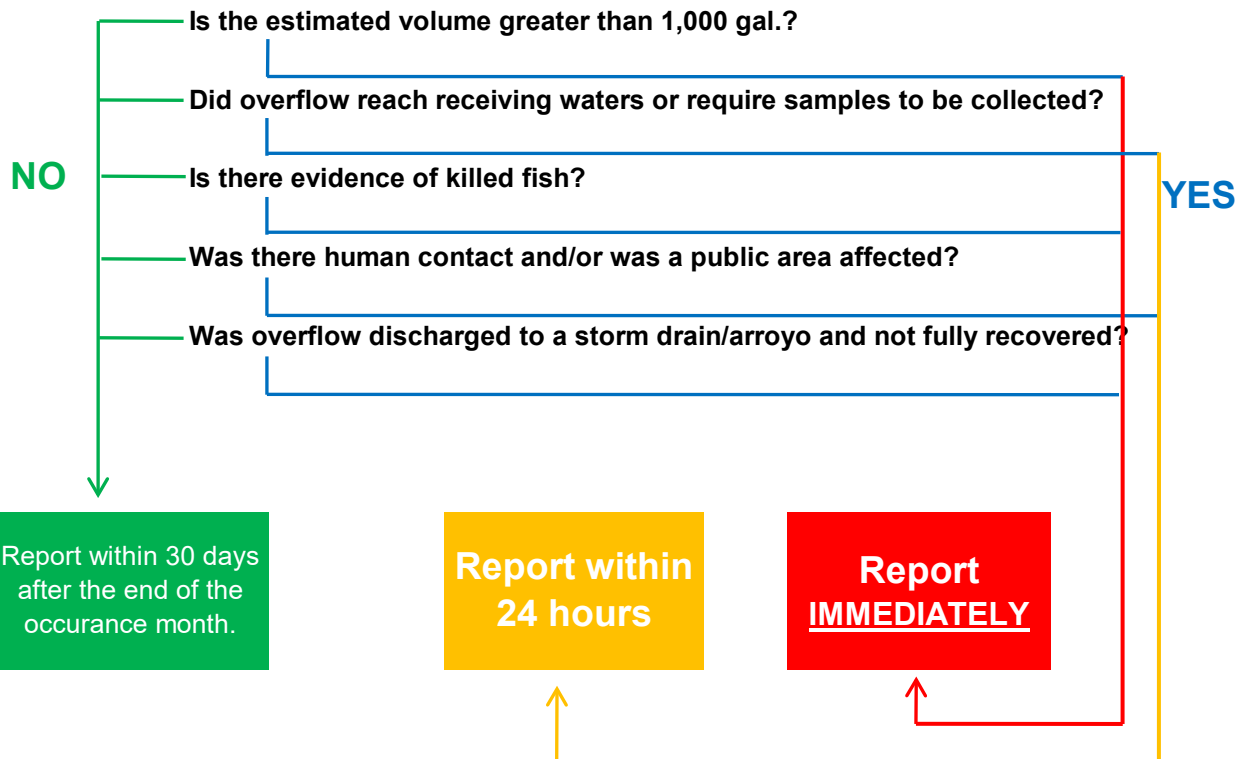 Is the estimated volume greater than 1,000 gal.?
Did overflow reach receiving waters or require samples to be collected?
NO
Is there evidence of killed fish?
YES
Was there human contact and/or was a public area affected?
Was overflow discharged to a storm drain/arroyo and not fully recovered?
Report within 30 days
after the end of the
occurance month.
Report within
24 hours
Report
IMMEDIATELY